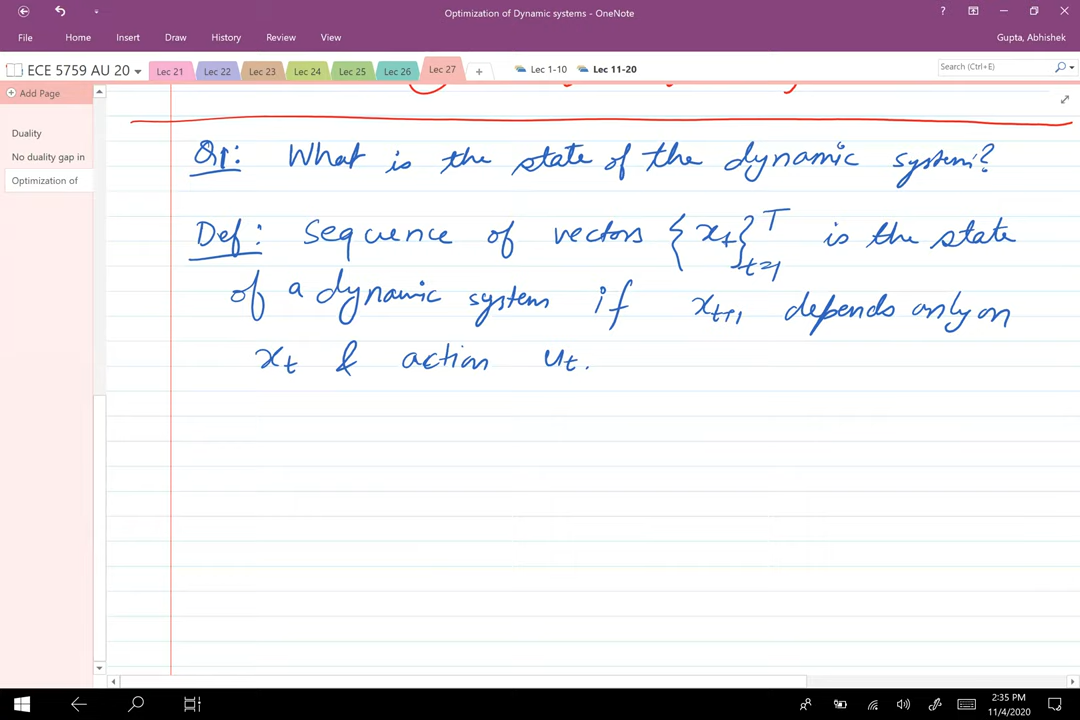 Optimization of Dynamic systems - OneNote
File Home Insert Draw History Review View
Gupta, Abhishek
ECE 5759 AU 20
Lec 21 Lec 22 Lec 23 Lec 24 Lec 25 Lec 26 Lec 27 Lec 1-10 Lec 11-20
Search (Ctrl+E)
Add Page
Duality
No duality gap in
Optimization of
Q1: What is the state of the dynamic system?
Def: Sequence of vectors {x_t}_{t=1}^T is the state
of a dynamic system if x_{t+1} depends only on
x_t & action u_t.
2:35 PM
11/4/2020